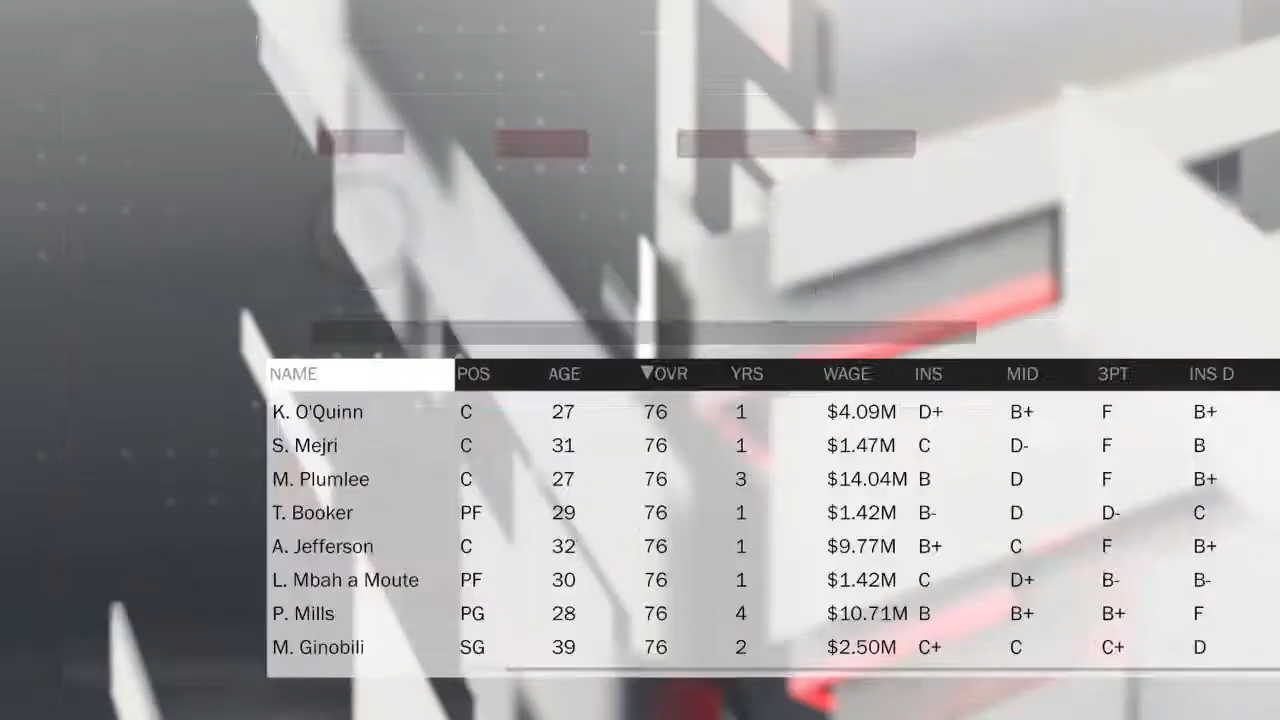 NAME POS AGE ▼OVR YRS WAGE INS MID 3PT INS D
K. O'Quinn C 27 76 1 $4.09M D+ B+ F B+
S. Mejri C 31 76 1 $1.47M C D- F B
M. Plumlee C 27 76 3 $14.04M B D F B+
T. Booker PF 29 76 1 $1.42M B- D D- C
A. Jefferson C 32 76 1 $9.77M B+ C F B+
L. Mbah a Moute PF 30 76 1 $1.42M C D+ B- B-
P. Mills PG 28 76 4 $10.71M B B+ B+ F
M. Ginobili SG 39 76 2 $2.50M C+ C C+ D